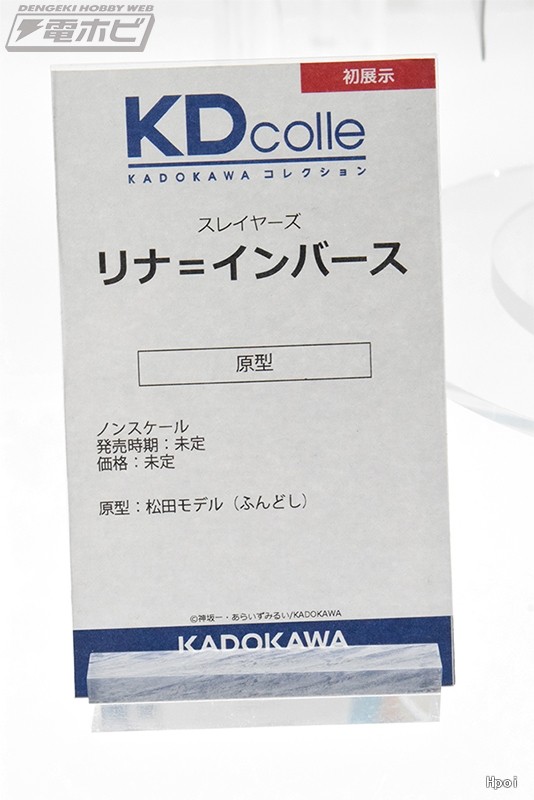 DENGEKI HOBBY WEB
電ホビ
初展示
KDcolle
KADOKAWA コレクション
スレイヤーズ
リナ=インバース
原型
ノンスケール
発売時期：未定
価格：未定
原型：松田モデル（ふんどし）
©神坂一・あらいずみるい/KADOKAWA
KADOKAWA
Hpoi